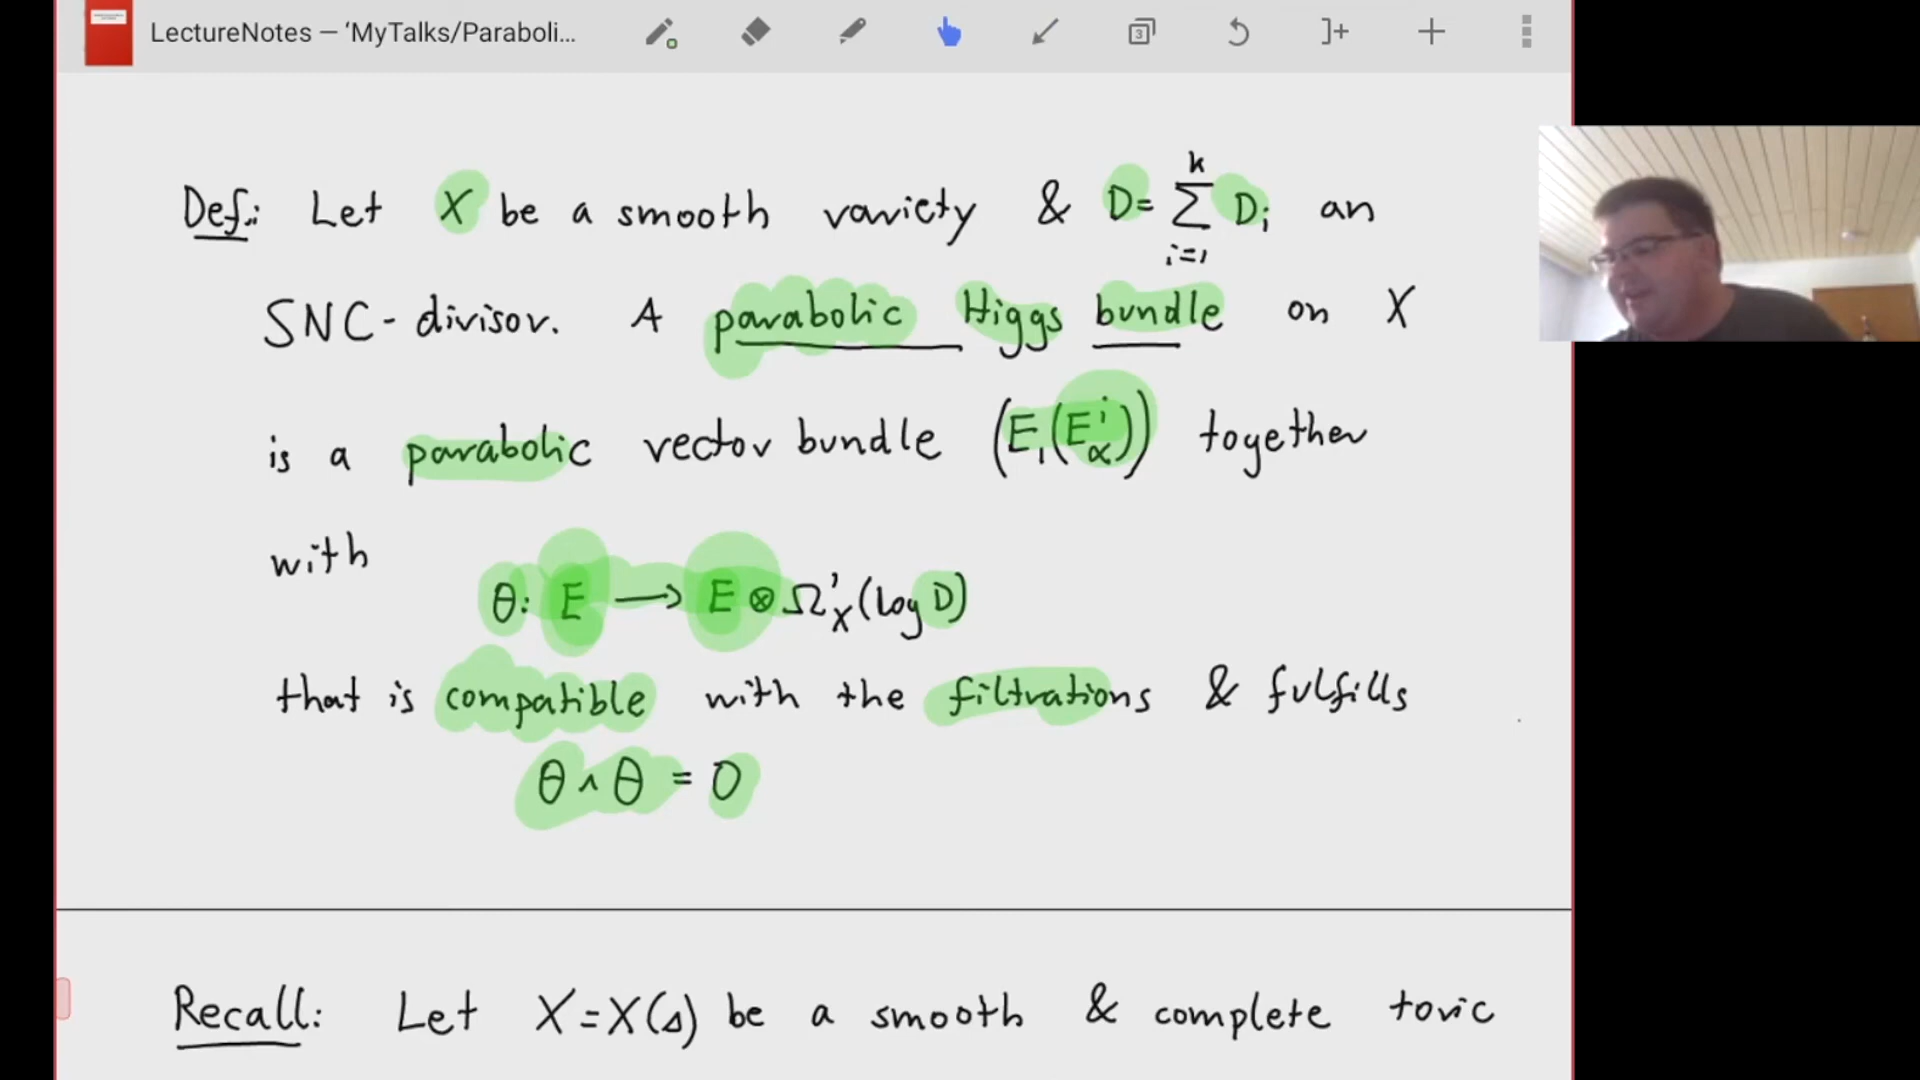 LectureNotes – ‘MyTalks/Paraboli...
3
Def.: Let X be a smooth variety & D = ∑_{i=1}^{k} D_i an
SNC-divisor. A parabolic Higgs bundle on X
is a parabolic vector bundle (E, (E^i_α)) together
with
θ: E ⟶ E ⊗ Ω^1_X (log D)
that is compatible with the filtrations & fulfills
θ ∧ θ = 0
Recall: Let X = X(Δ) be a smooth & complete toric